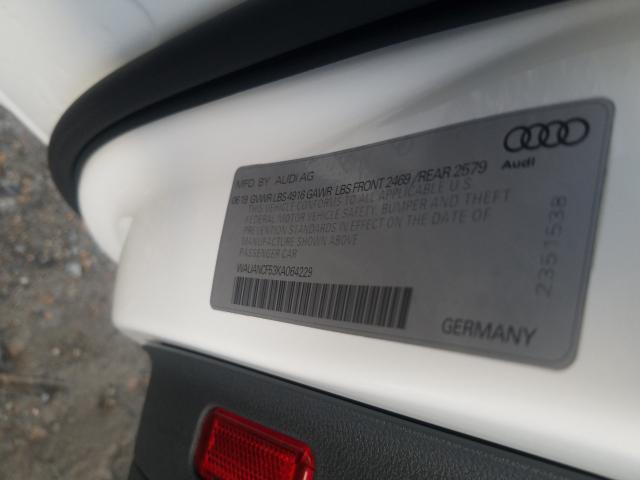 MFD BY AUDI AG
06.19 GVWR LBS 4916 GAWR LBS FRONT 2469 / REAR 2579
THIS VEHICLE CONFORMS TO ALL APPLICABLE U.S.
FEDERAL MOTOR VEHICLE SAFETY, BUMPER AND THEFT
PREVENTION STANDARDS IN EFFECT ON THE DATE OF
MANUFACTURE SHOWN ABOVE.
PASSENGER CAR
WAUANCF53KA064229
GERMANY
Audi
2351538